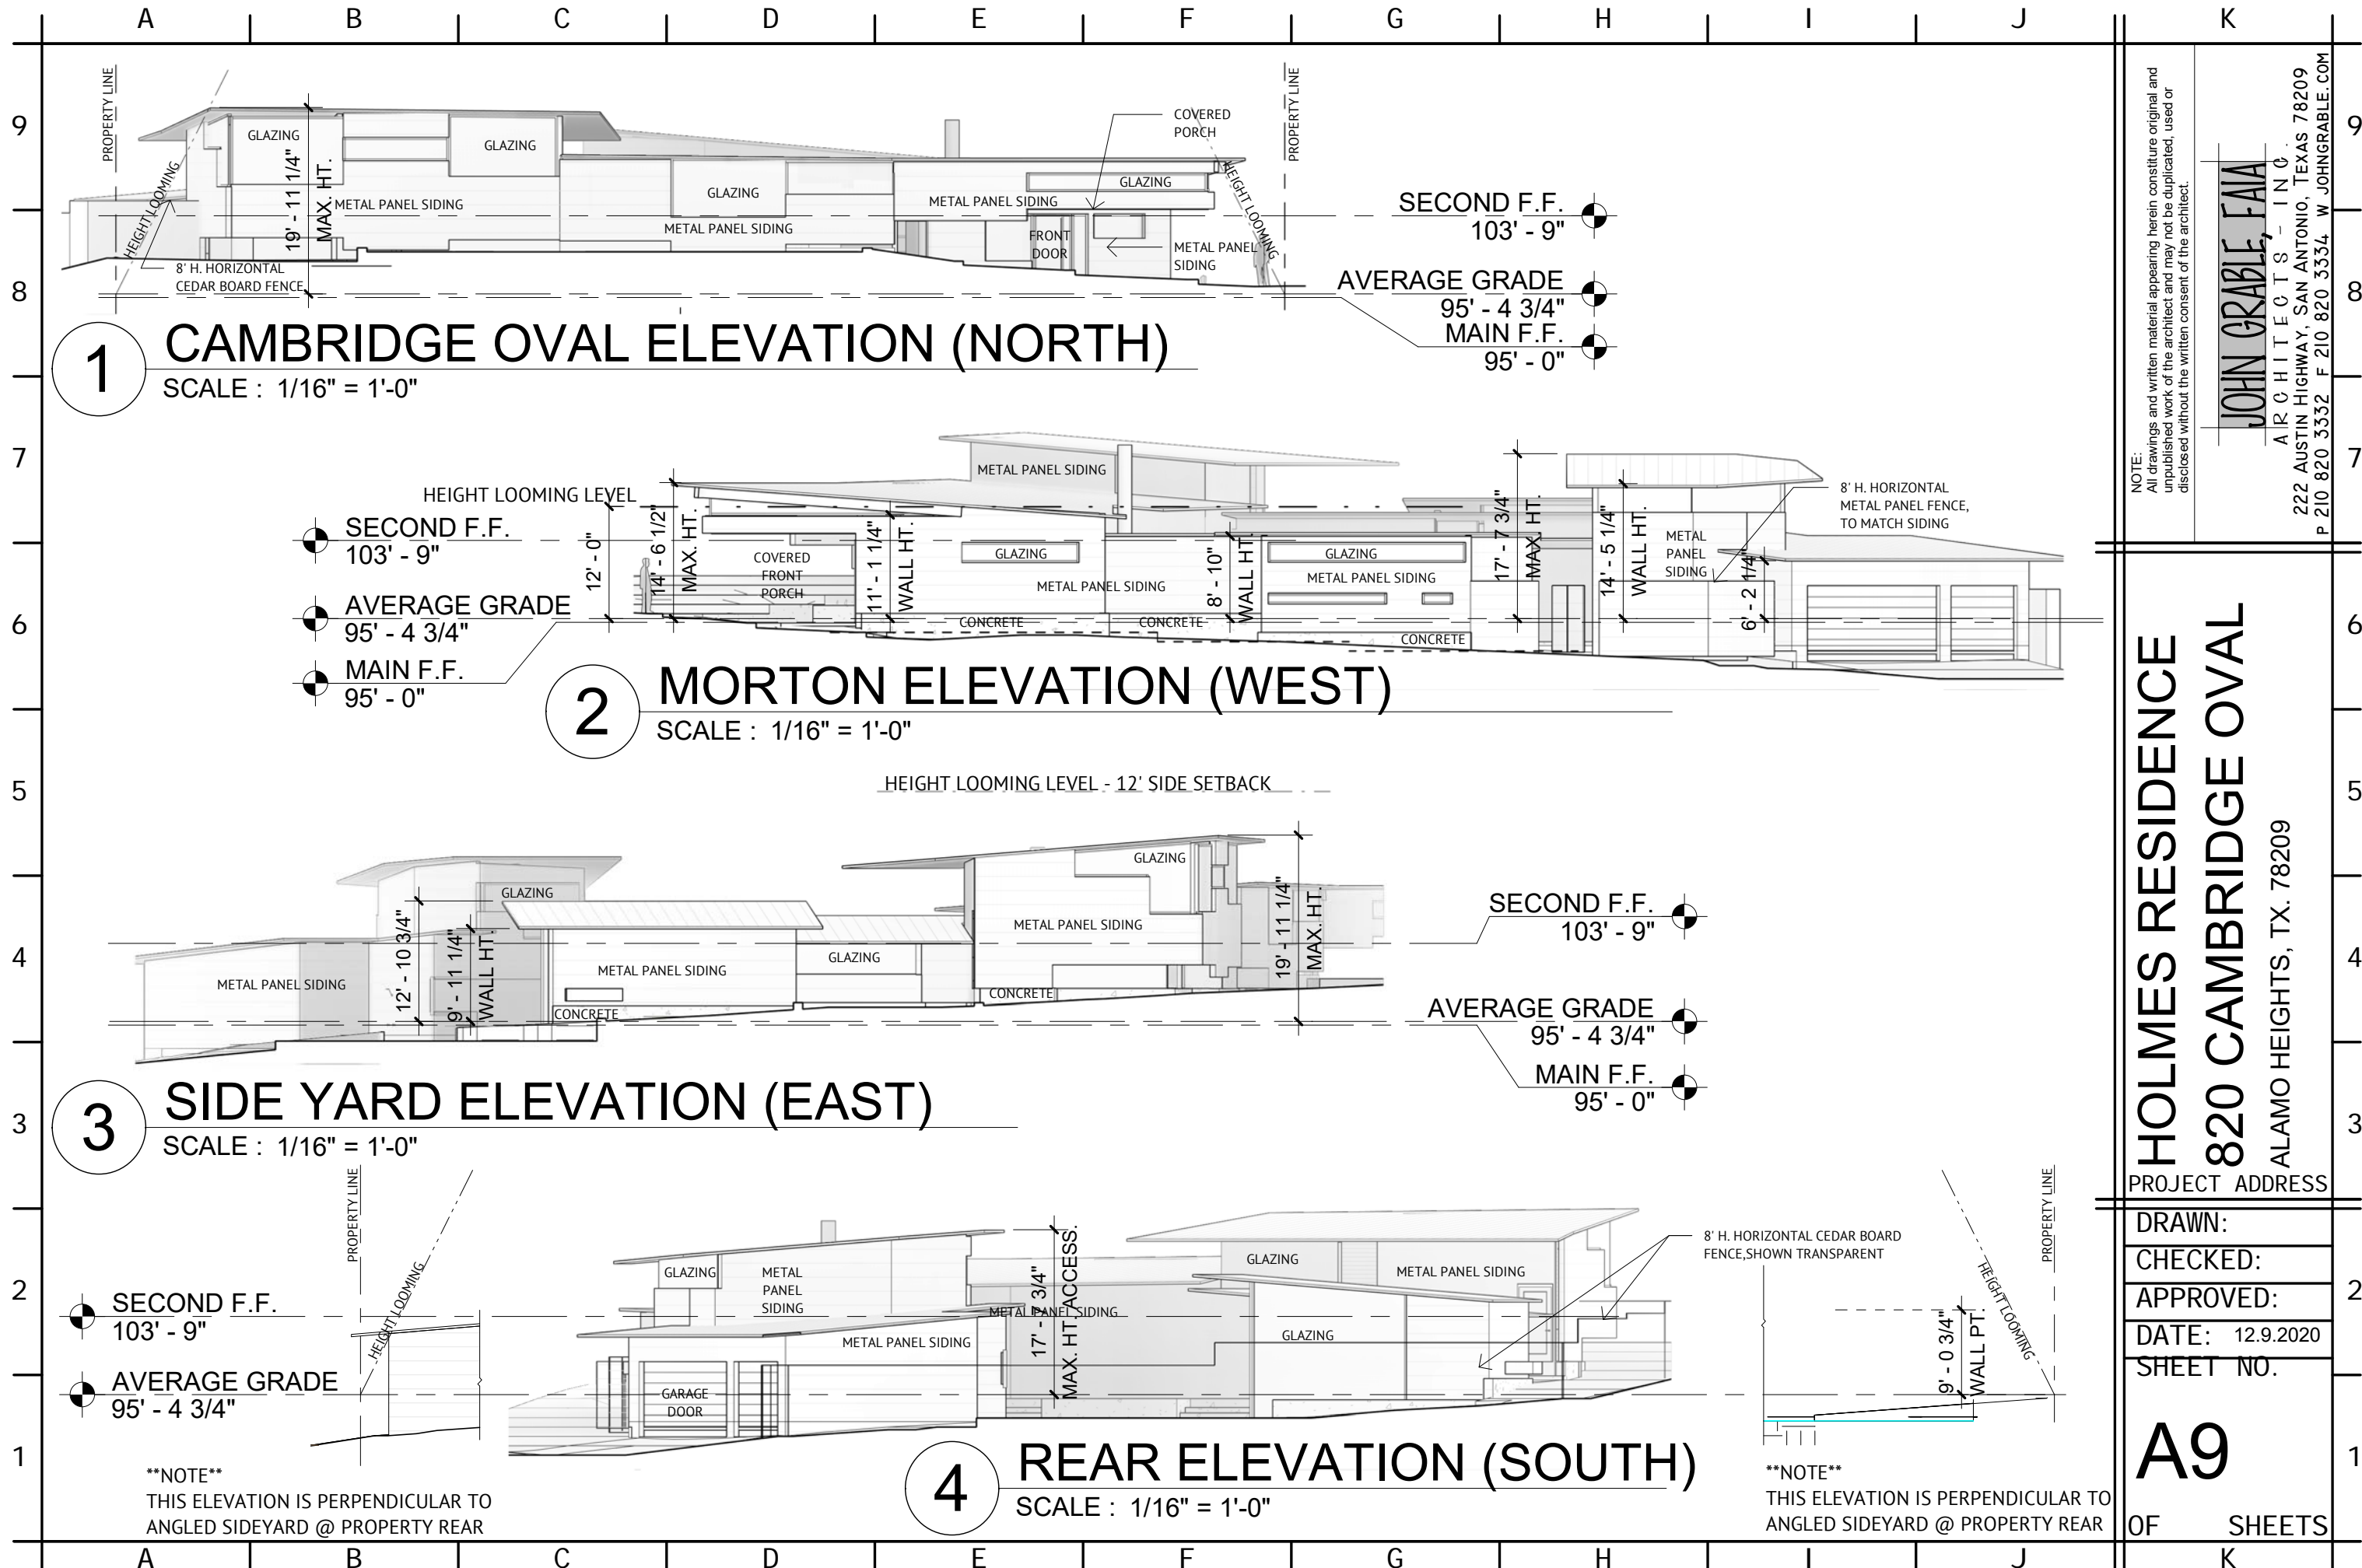 A B C D E F G H I J K
9
8
7
6
5
4
3
2
1
PROPERTY LINE
HEIGHT LOOMING
GLAZING
19' - 11 1/4"
MAX. HT.
GLAZING
METAL PANEL SIDING
8' H. HORIZONTAL
CEDAR BOARD FENCE
GLAZING
METAL PANEL SIDING
METAL PANEL SIDING
FRONT
DOOR
COVERED
PORCH
GLAZING
METAL PANEL
SIDING
HEIGHT LOOMING
PROPERTY LINE
SECOND F.F.
103' - 9"
AVERAGE GRADE
95' - 4 3/4"
MAIN F.F.
95' - 0"
1
CAMBRIDGE OVAL ELEVATION (NORTH)
SCALE : 1/16" = 1'-0"
HEIGHT LOOMING LEVEL
SECOND F.F.
103' - 9"
AVERAGE GRADE
95' - 4 3/4"
MAIN F.F.
95' - 0"
12' - 0"
14' - 6 1/2"
MAX. HT.
COVERED
FRONT
PORCH
11' - 1 1/4"
WALL HT.
METAL PANEL SIDING
GLAZING
METAL PANEL SIDING
CONCRETE
CONCRETE
8' - 10"
WALL HT.
GLAZING
METAL PANEL SIDING
CONCRETE
17' - 7 3/4"
MAX. HT.
14' - 5 1/4"
WALL HT.
METAL
PANEL
SIDING
6' - 2 1/4"
8' H. HORIZONTAL
METAL PANEL FENCE,
TO MATCH SIDING
2
MORTON ELEVATION (WEST)
SCALE : 1/16" = 1'-0"
HEIGHT LOOMING LEVEL - 12' SIDE SETBACK
METAL PANEL SIDING
12' - 10 3/4"
9' - 11 1/4"
WALL HT.
GLAZING
CONCRETE
METAL PANEL SIDING
GLAZING
GLAZING
METAL PANEL SIDING
CONCRETE
19' - 11 1/4"
MAX. HT.
SECOND F.F.
103' - 9"
AVERAGE GRADE
95' - 4 3/4"
MAIN F.F.
95' - 0"
3
SIDE YARD ELEVATION (EAST)
SCALE : 1/16" = 1'-0"
SECOND F.F.
103' - 9"
AVERAGE GRADE
95' - 4 3/4"
PROPERTY LINE
HEIGHT LOOMING
**NOTE**
THIS ELEVATION IS PERPENDICULAR TO
ANGLED SIDEYARD @ PROPERTY REAR
GLAZING
METAL
PANEL
SIDING
GARAGE
DOOR
METAL PANEL SIDING
METAL PANEL SIDING
17' - 7 3/4"
MAX. HT. ACCESS.
GLAZING
METAL PANEL SIDING
GLAZING
8' H. HORIZONTAL CEDAR BOARD
FENCE,SHOWN TRANSPARENT
9' - 0 3/4"
WALL PT.
HEIGHT LOOMING
PROPERTY LINE
4
REAR ELEVATION (SOUTH)
SCALE : 1/16" = 1'-0"
**NOTE**
THIS ELEVATION IS PERPENDICULAR TO
ANGLED SIDEYARD @ PROPERTY REAR
NOTE:
All drawings and written material appearing herein constiture original and
unpublished work of the architect and may not be duplicated, used or
disclosed without the written consent of the architect.
JOHN GRABLE, FAIA
ARCHITECTS - INC.
222 AUSTIN HIGHWAY, SAN ANTONIO, TEXAS 78209
P 210 820 3332 F 210 820 3334 W JOHNGRABLE.COM
HOLMES RESIDENCE
820 CAMBRIDGE OVAL
ALAMO HEIGHTS, TX. 78209
PROJECT ADDRESS
DRAWN:
CHECKED:
APPROVED:
DATE: 12.9.2020
SHEET NO.
A9
OF SHEETS
9
8
7
6
5
4
3
2
1
A B C D E F G H I J K